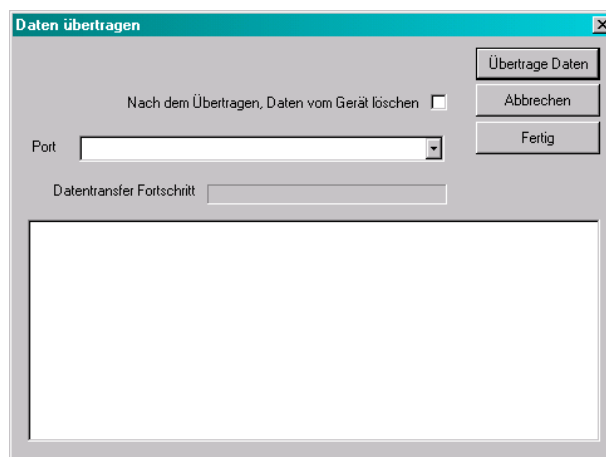 Daten übertragen
Übertrage Daten
Nach dem Übertragen, Daten vom Gerät löschen
Abbrechen
Fertig
Port
Datentransfer Fortschritt